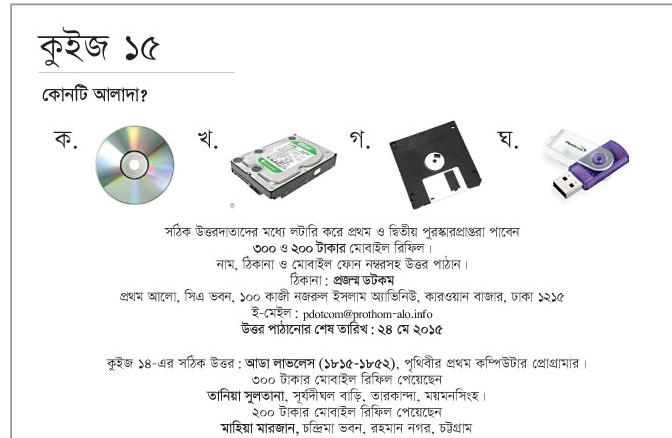 কুইজ ১৫
কোনটি আলাদা?
ক. খ. গ. ঘ.
সঠিক উত্তরদাতাদের মধ্যে লটারি করে প্রথম ও দ্বিতীয় পুরস্কারপ্রাপ্তরা পাবেন
৩০০ ও ২০০ টাকার মোবাইল রিফিল।
নাম, ঠিকানা ও মোবাইল ফোন নম্বরসহ উত্তর পাঠান।
ঠিকানা : প্রজন্ম ডটকম
প্রথম আলো, সিএ ভবন, ১০০ কাজী নজরুল ইসলাম অ্যাভিনিউ, কারওয়ান বাজার, ঢাকা ১২১৫
ই-মেইল : pdotcom@prothom-alo.info
উত্তর পাঠানোর শেষ তারিখ : ২৪ মে ২০১৫
কুইজ ১৪-এর সঠিক উত্তর : আডা লাভলেস (১৮১৫-১৮৫২), পৃথিবীর প্রথম কম্পিউটার প্রোগ্রামার।
৩০০ টাকার মোবাইল রিফিল পেয়েছেন
তানিয়া সুলতানা, সূর্যদীঘল বাড়ি, তারাকান্দা, ময়মনসিংহ।
২০০ টাকার মোবাইল রিফিল পেয়েছেন
মাহিয়া মারজান, চন্দ্রিমা ভবন, রহমান নগর, চট্টগ্রাম